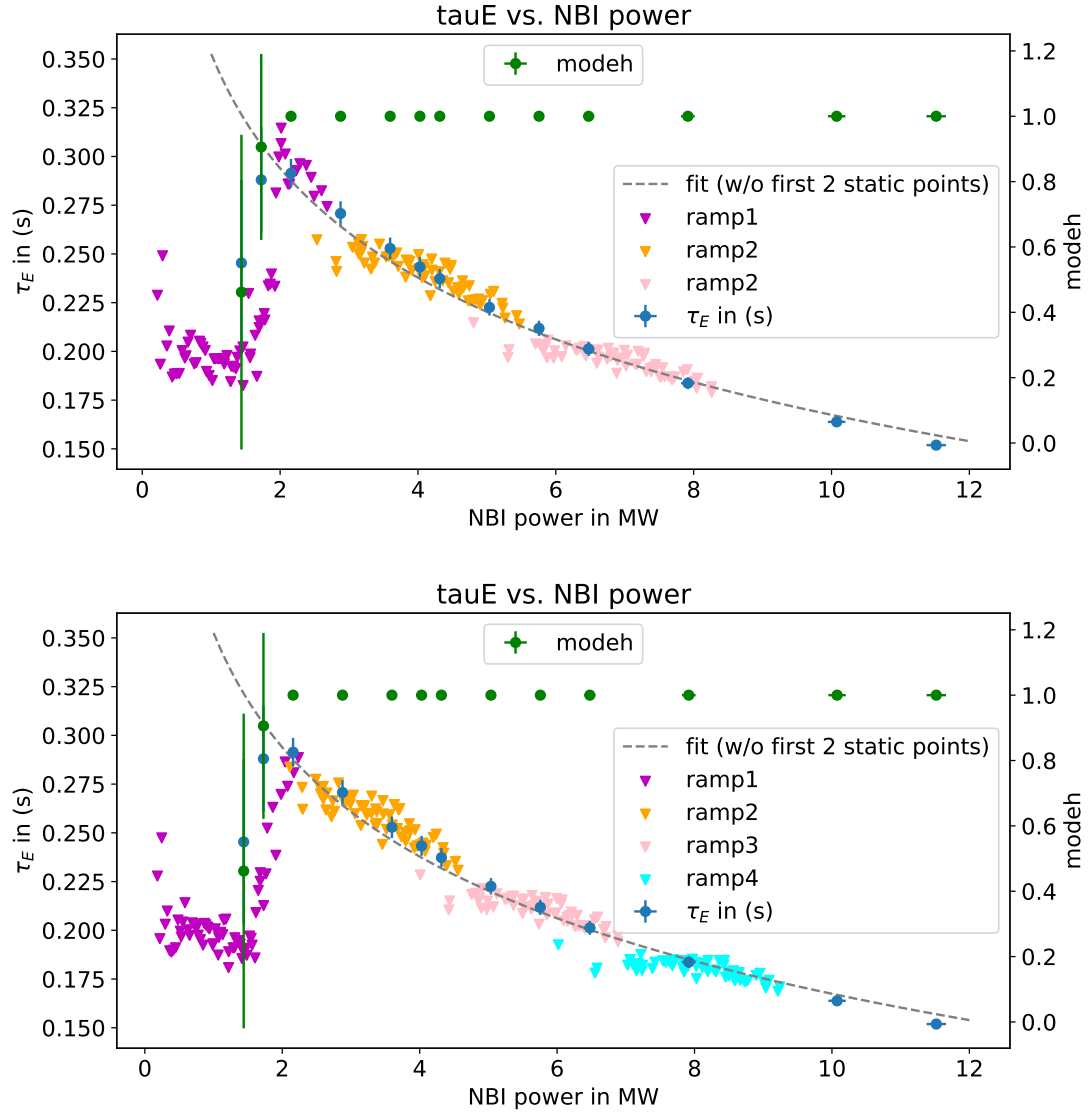 tauE vs. NBI power
modeh
fit (w/o first 2 static points)
ramp1
ramp2
ramp2
τE in (s)
0.350
0.325
0.300
0.275
0.250
0.225
0.200
0.175
0.150
τE in (s)
1.2
1.0
0.8
0.6
0.4
0.2
0.0
modeh
0 2 4 6 8 10 12
NBI power in MW
tauE vs. NBI power
modeh
fit (w/o first 2 static points)
ramp1
ramp2
ramp3
ramp4
τE in (s)
0.350
0.325
0.300
0.275
0.250
0.225
0.200
0.175
0.150
τE in (s)
1.2
1.0
0.8
0.6
0.4
0.2
0.0
modeh
0 2 4 6 8 10 12
NBI power in MW